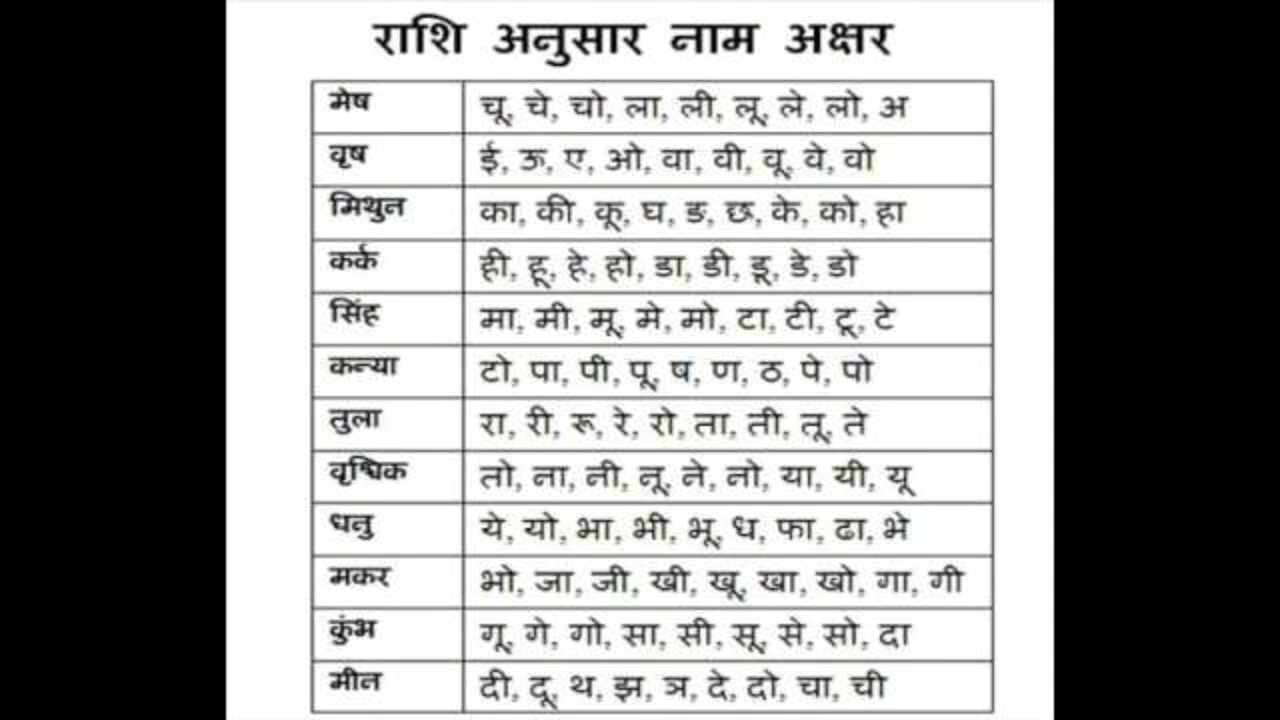 राशि अनुसार नाम अक्षर
मेष चू, चे, चो, ला, ली, लू, ले, लो, अ
वृष ई, ऊ, ए, ओ, वा, वी, वू, वे, वो
मिथुन का, की, कू, घ, ङ, छ, के, को, हा
कर्क ही, हू, हे, हो, डा, डी, डू, डे, डो
सिंह मा, मी, मू, मे, मो, टा, टी, टू, टे
कन्या टो, पा, पी, पू, ष, ण, ठ, पे, पो
तुला रा, री, रू, रे, रो, ता, ती, तू, ते
वृश्चिक तो, ना, नी, नू, ने, नो, या, यी, यू
धनु ये, यो, भा, भी, भू, ध, फा, ढा, भे
मकर भो, जा, जी, खी, खू, खा, खो, गा, गी
कुंभ गू, गे, गो, सा, सी, सू, से, सो, दा
मीन दी, दू, थ, झ, ञ, दे, दो, चा, ची